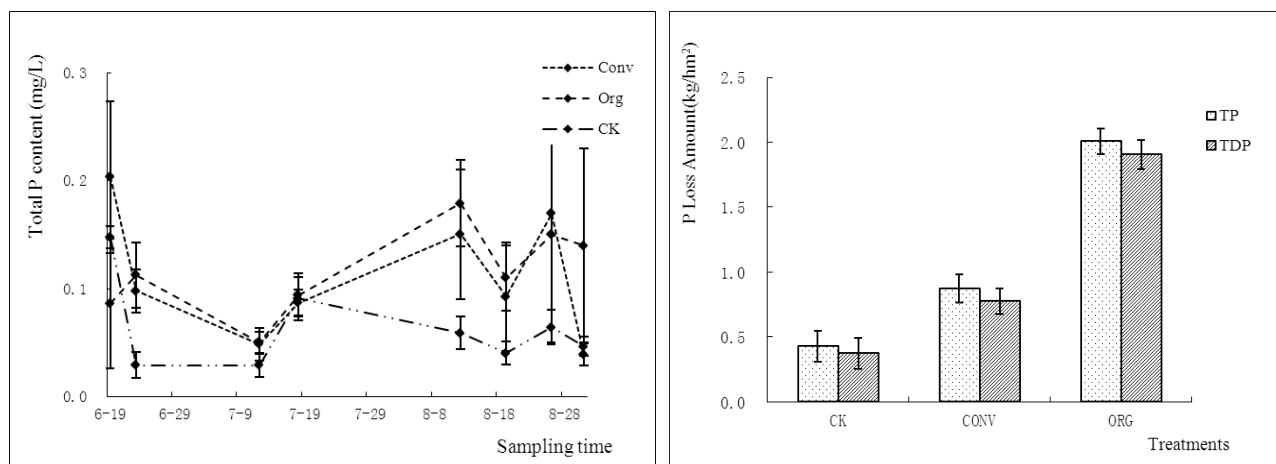 Total P content (mg/L)
0.3
0.2
0.1
0.0
Conv
Org
CK
6-19 6-29 7-9 7-19 7-29 8-8 8-18 8-28
Sampling time
P Loss Amount(kg/hm²)
2.5
2.0
1.5
1.0
0.5
0.0
TP
TDP
CK CONV ORG
Treatments